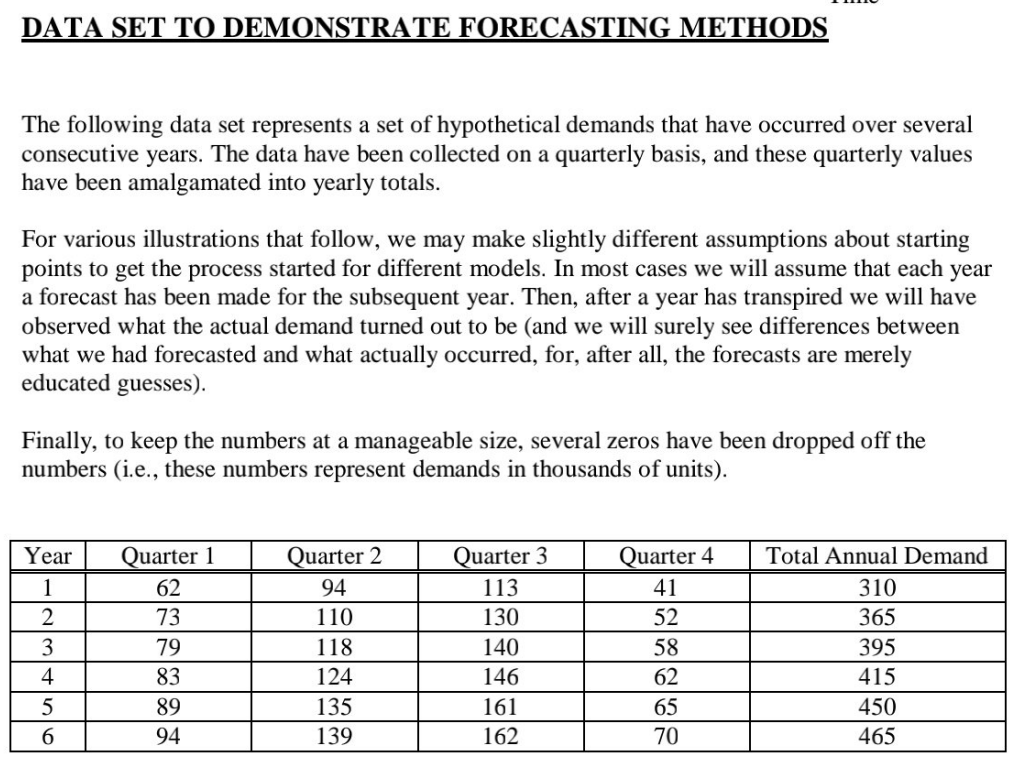 DATA SET TO DEMONSTRATE FORECASTING METHODS
The following data set represents a set of hypothetical demands that have occurred over several
consecutive years. The data have been collected on a quarterly basis, and these quarterly values
have been amalgamated into yearly totals.
For various illustrations that follow, we may make slightly different assumptions about starting
points to get the process started for different models. In most cases we will assume that each year
a forecast has been made for the subsequent year. Then, after a year has transpired we will have
observed what the actual demand turned out to be (and we will surely see differences between
what we had forecasted and what actually occurred, for, after all, the forecasts are merely
educated guesses).
Finally, to keep the numbers at a manageable size, several zeros have been dropped off the
numbers (i.e., these numbers represent demands in thousands of units).
Year Quarter 1 Quarter 2 Quarter 3 Quarter 4 Total Annual Demand
1 62 94 113 41 310
2 73 110 130 52 365
3 79 118 140 58 395
4 83 124 146 62 415
5 89 135 161 65 450
6 94 139 162 70 465